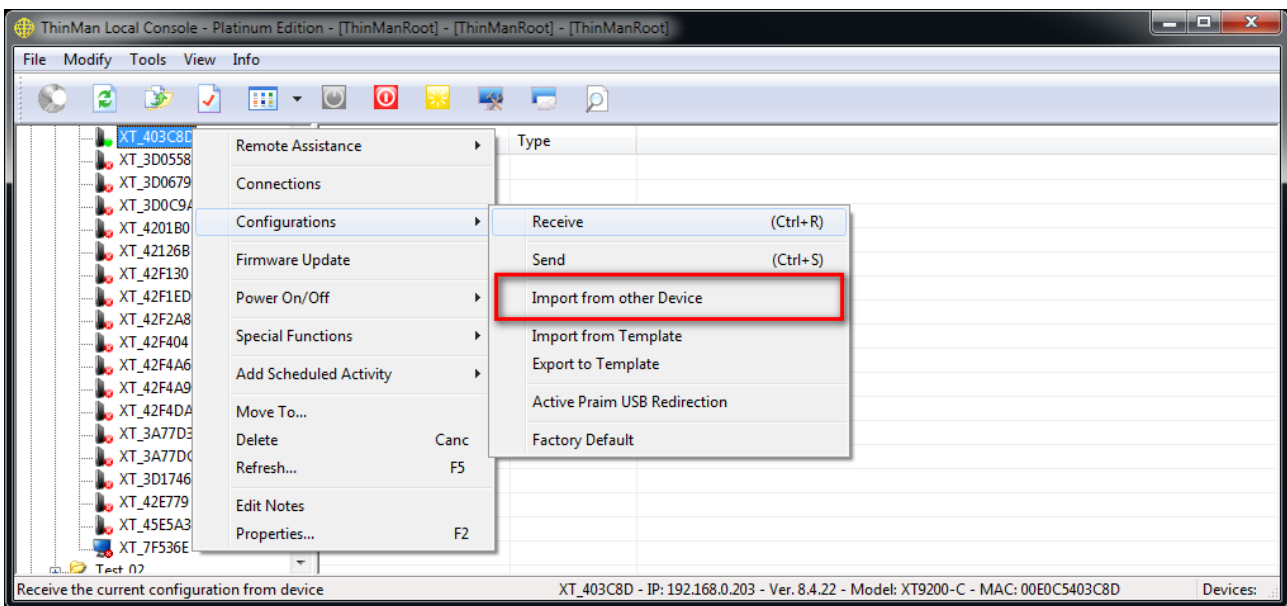 ThinMan Local Console - Platinum Edition - [ThinManRoot] - [ThinManRoot] - [ThinManRoot]
File Modify Tools View Info
Type
XT_403C8D
XT_3D0558
XT_3D0679
XT_3D0C9A
XT_4201B0
XT_42126B
XT_42F130
XT_42F1ED
XT_42F2A8
XT_42F404
XT_42F4A6
XT_42F4A9
XT_42F4DA
XT_3A77D3
XT_3A77D
XT_3D1746
XT_42E779
XT_45E5A3
XT_7F536E
Test 02
Remote Assistance
Connections
Configurations
Firmware Update
Power On/Off
Special Functions
Add Scheduled Activity
Move To...
Delete Canc
Refresh... F5
Edit Notes
Properties... F2
Receive (Ctrl+R)
Send (Ctrl+S)
Import from other Device
Import from Template
Export to Template
Active Praim USB Redirection
Factory Default
Receive the current configuration from device
XT_403C8D - IP: 192.168.0.203 - Ver. 8.4.22 - Model: XT9200-C - MAC: 00E0C5403C8D
Devices: